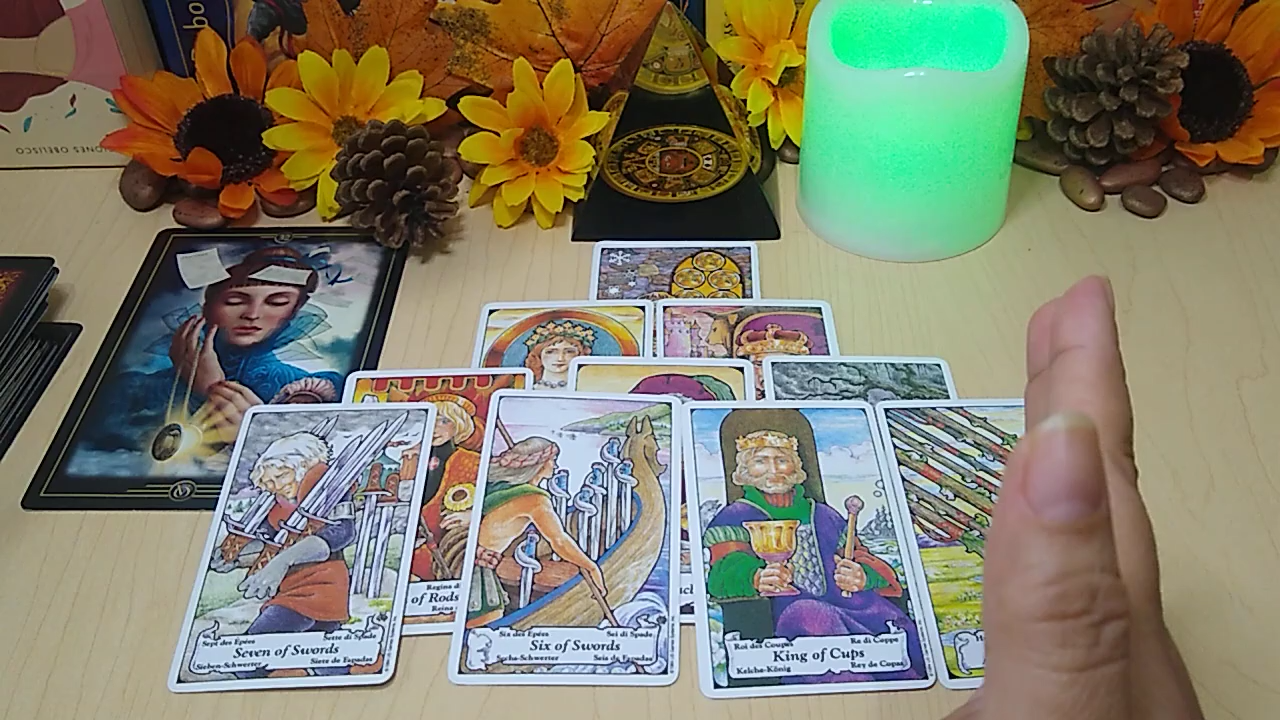 bo
Sept des Epées Sette di Spade
Seven of Swords
Sieben-Schwerter Siete de Espadas
Regina d
of Rods
Reina
Six des Epées Sei di Spade
Six of Swords
Sechs-Schwerter Seis de Espadas
Roi des Coupes Ra di Coppe
King of Cups
Kelche-König Rey de Copas